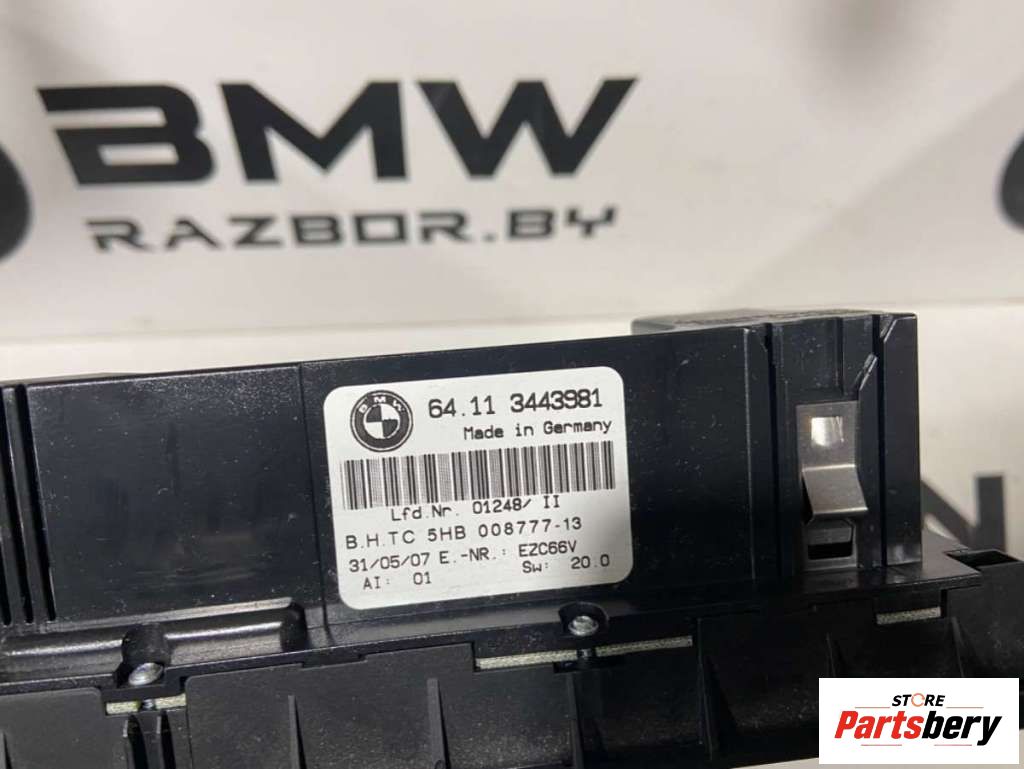 BMW
RAZBOR.BY
BMW
64.11 3443981
Made in Germany
Lfd.Nr. 01248/ II
B.H.TC 5HB 008777-13
31/05/07 E.-NR.: EZC66V
AI: 01 SW: 20.0
STORE
Partsbery